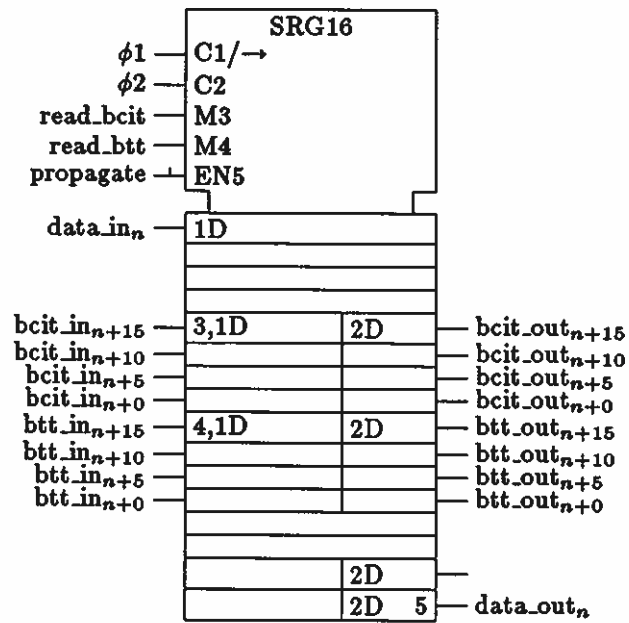 SRG16
ϕ1 C1/→
ϕ2 C2
read_bcit M3
read_btt M4
propagate EN5
data_inₙ 1D
bcit_inₙ₊₁₅ 3,1D 2D bcit_outₙ₊₁₅
bcit_inₙ₊₁₀ bcit_outₙ₊₁₀
bcit_inₙ₊₅ bcit_outₙ₊₅
bcit_inₙ₊₀ bcit_outₙ₊₀
btt_inₙ₊₁₅ 4,1D 2D btt_outₙ₊₁₅
btt_inₙ₊₁₀ btt_outₙ₊₁₀
btt_inₙ₊₅ btt_outₙ₊₅
btt_inₙ₊₀ btt_outₙ₊₀
2D
2D 5 data_outₙ